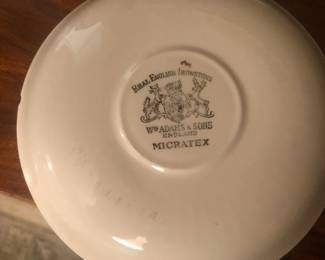 REAL ENGLISH IRONSTONE
WM ADAMS & SONS
ENGLAND
MICRATEX